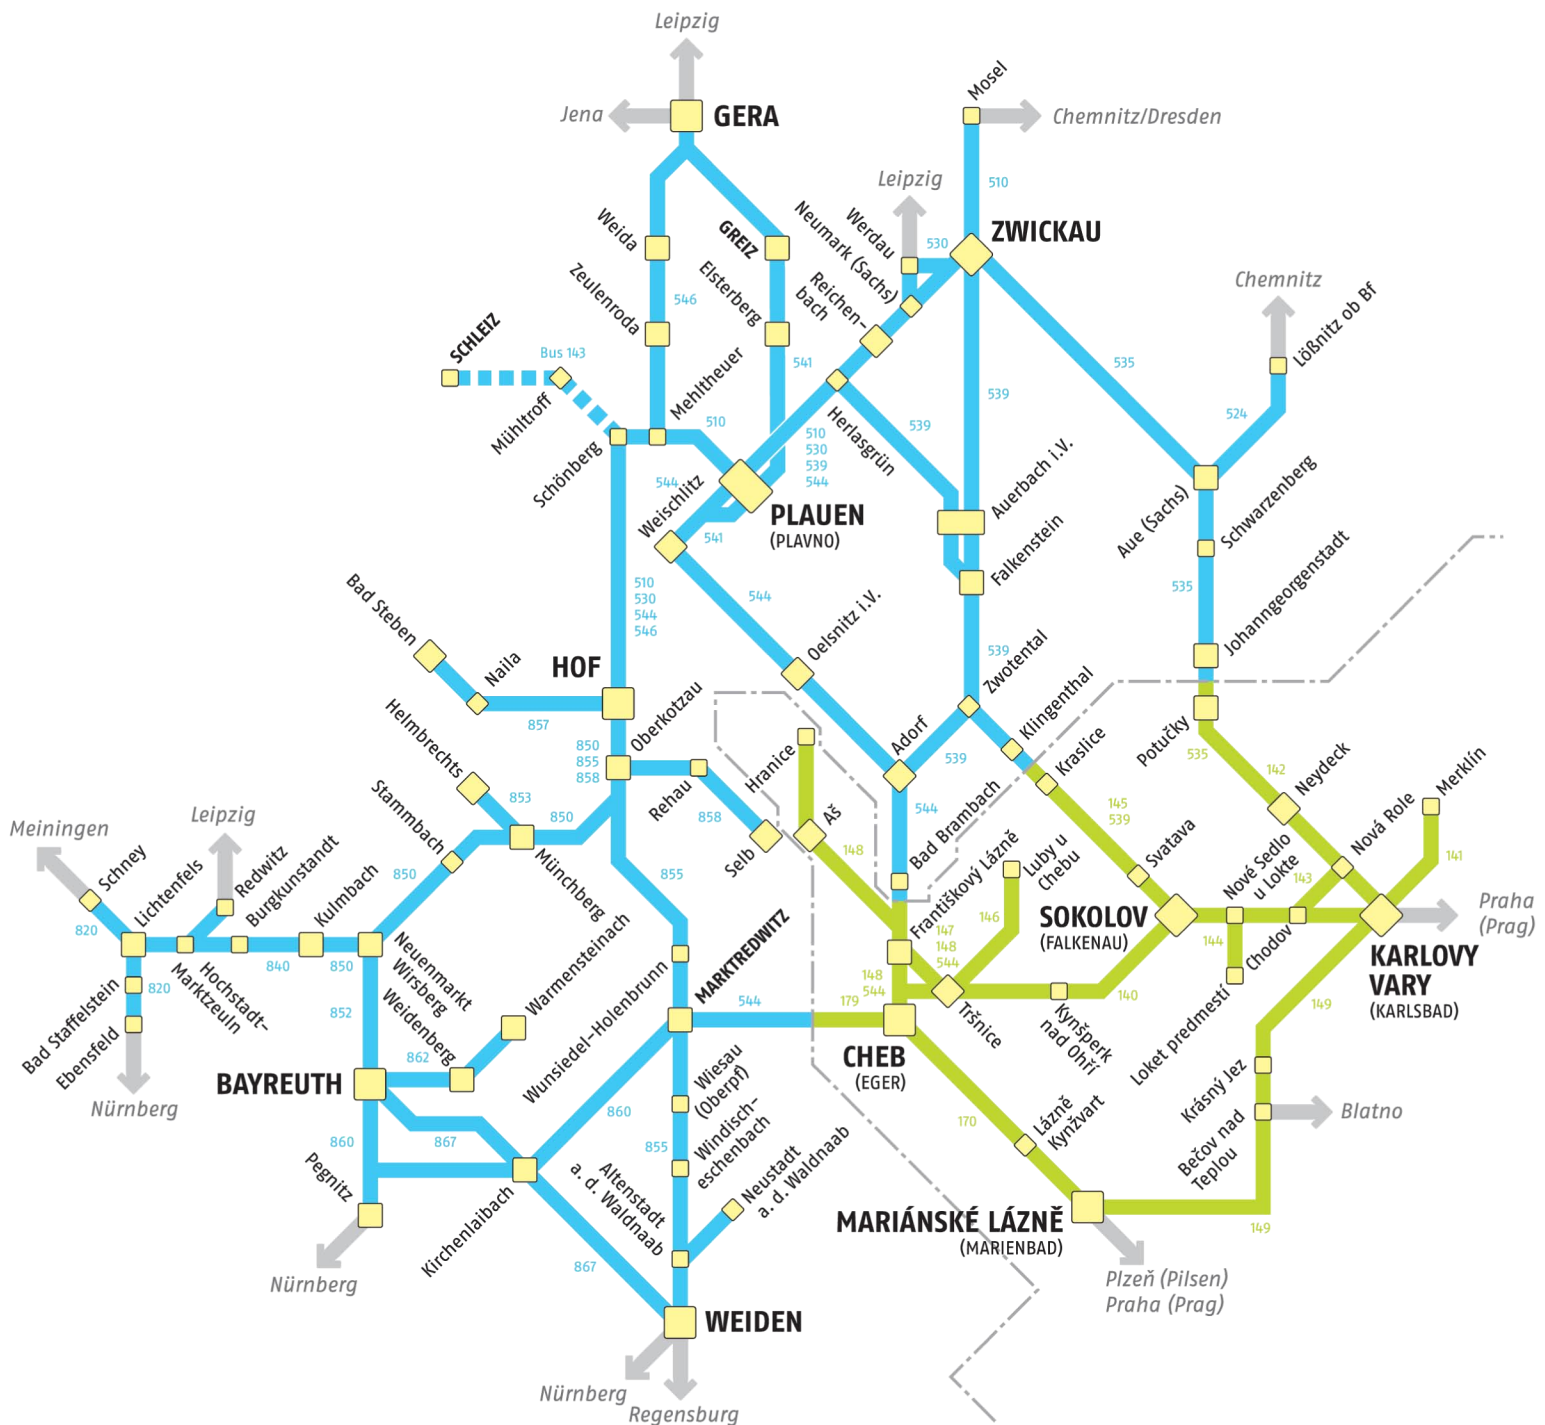 Leipzig
Jena
GERA
Mosel
Chemnitz/Dresden
510
Leipzig
Weida
GREIZ
Werdau
Neumark (Sachs)
530
ZWICKAU
Zeulenroda
546
Elsterberg
Reichen-
bach
Chemnitz
Lößnitz ob Bf
SCHLEIZ
Bus 143
Mühltroff
Mehltheuer
541
535
510
Herlasgrün
539
539
524
Schönberg
510
530
539
544
544
Weischlitz
PLAUEN
(PLAVNO)
541
Auerbach i.V.
Aue (Sachs)
Schwarzenberg
Falkenstein
Johanngeorgenstadt
535
Bad Steben
510
530
544
546
544
Oelsnitz i.V.
Naila
HOF
857
539
Zwotental
Helmbrechts
Oberkotzau
850
855
858
Hranice
Adorf
539
Klingenthal
Kraslice
Potůčky
535
142
Neydeck
Merklín
853
850
Rehau
858
Selb
Aš
148
544
Bad Brambach
145
539
Nová Role
Stammbach
Meiningen
Leipzig
Münchberg
Svatava
141
Schney
Lichtenfels
Redwitz
Burgkunstandt
Kulmbach
850
855
Františkovy Lázně
Luby u
Chebu
Nové Sedlo
u Lokte
143
820
147
148
544
146
SOKOLOV
(FALKENAU)
144
Chodov
Praha
(Prag)
KARLOVY
VARY
(KARLSBAD)
840
850
Neuenmarkt
Wirsberg
Warmensteinach
MARKTREDWITZ
Hochstadt-
Marktzeuln
Bad Staffelstein
820
Ebensfeld
852
Weidenberg
Wunsiedel-Holenbrunn
544
179
148
544
Tršnice
Kynšperk
nad Ohří
140
Loket predmestí
149
862
BAYREUTH
CHEB
(EGER)
Nürnberg
Wiesau
(Oberpf)
Krásný Jez
Blatno
860
867
860
855
Windisch-
eschenbach
170
Lázně
Kynžvart
Bečov nad
Teplou
Pegnitz
Kirchenlaibach
Altenstadt
a. d. Waldnaab
Neustadt
a. d. Waldnaab
MARIÁNSKÉ LÁZNĚ
(MARIENBAD)
149
Nürnberg
867
Plzeň (Pilsen)
Praha (Prag)
WEIDEN
Nürnberg
Regensburg